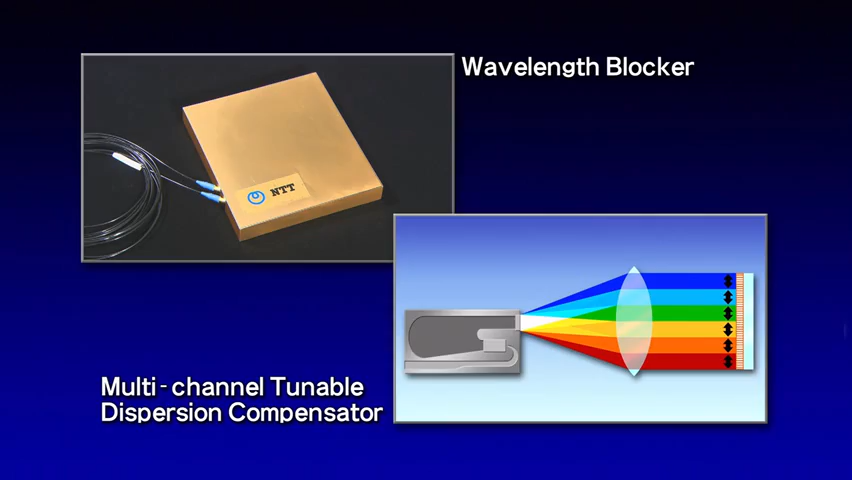 Wavelength Blocker
NTT
Multi-channel Tunable
Dispersion Compensator